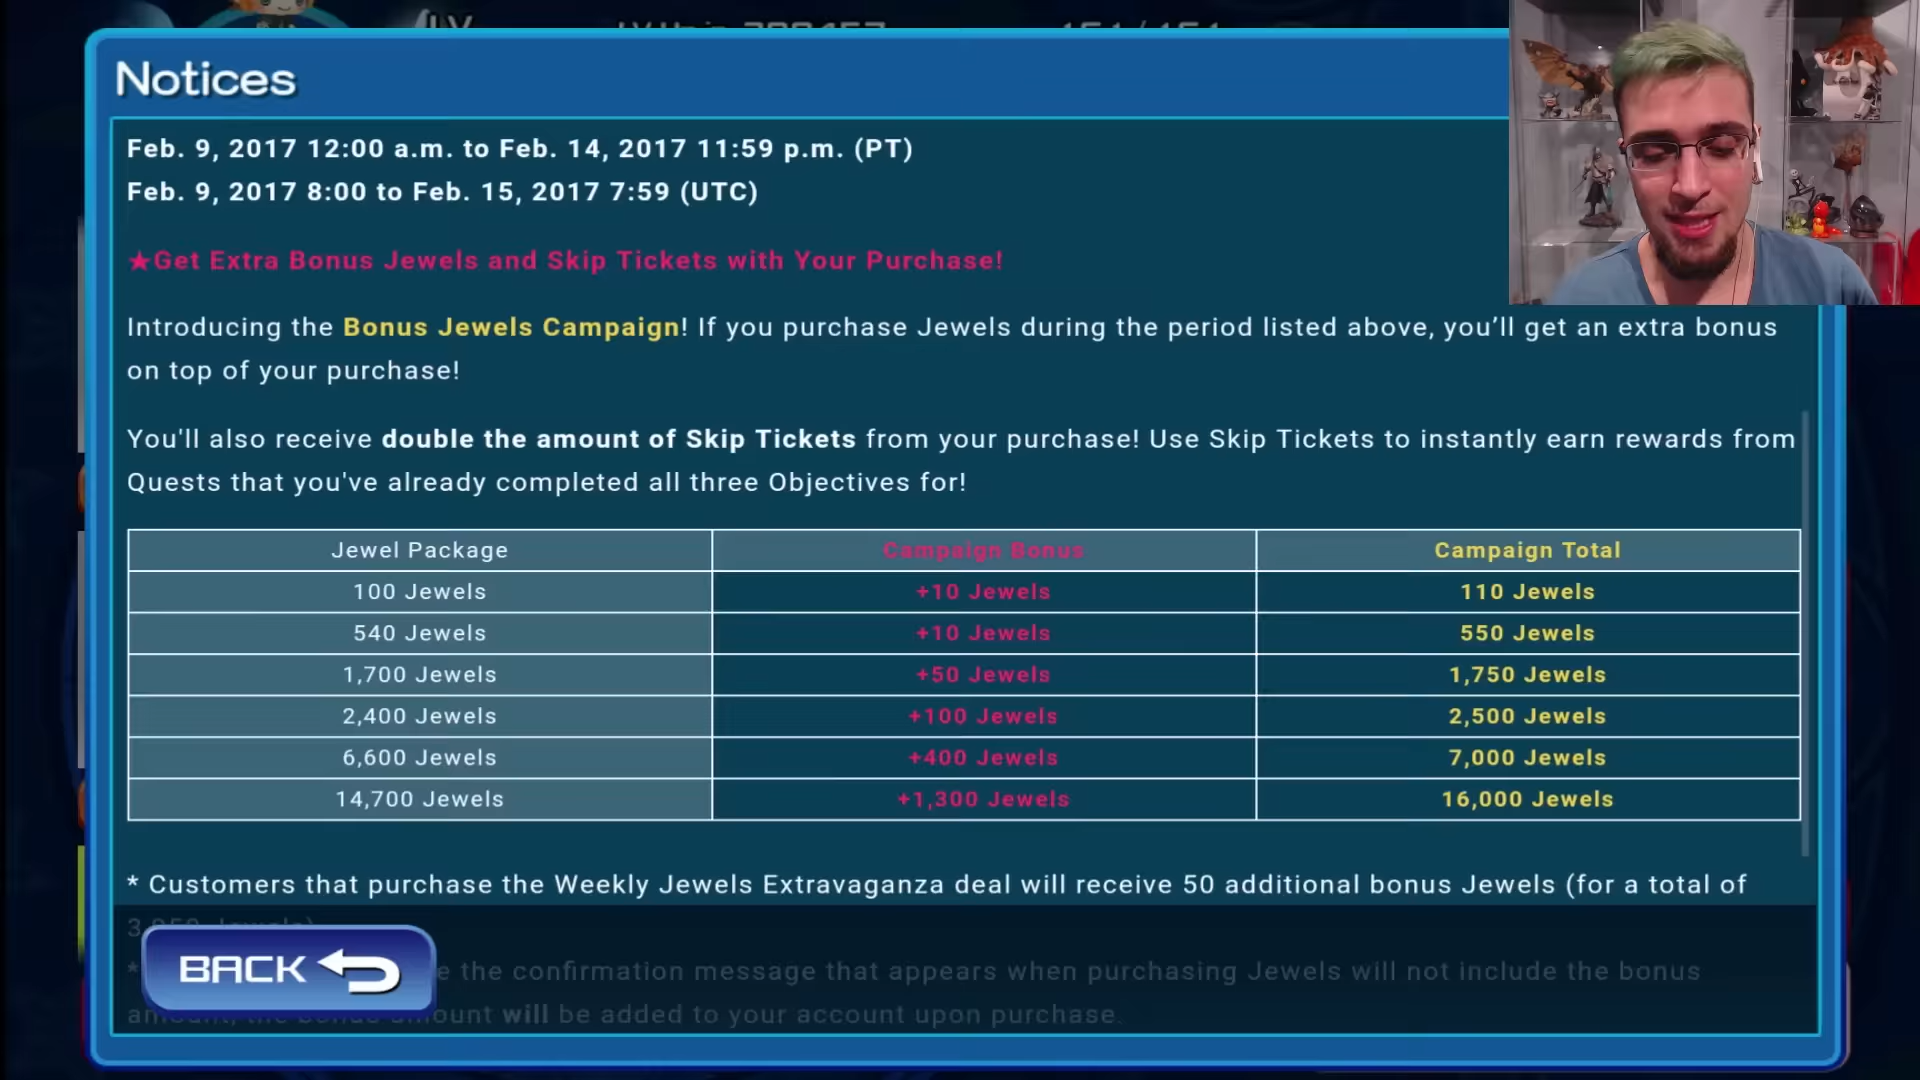 LV
Notices
Feb. 9, 2017 12:00 a.m. to Feb. 14, 2017 11:59 p.m. (PT)
Feb. 9, 2017 8:00 to Feb. 15, 2017 7:59 (UTC)
★Get Extra Bonus Jewels and Skip Tickets with Your Purchase!
Introducing the Bonus Jewels Campaign! If you purchase Jewels during the period listed above, you’ll get an extra bonus
on top of your purchase!
You'll also receive double the amount of Skip Tickets from your purchase! Use Skip Tickets to instantly earn rewards from
Quests that you've already completed all three Objectives for!
Jewel Package Campaign Bonus Campaign Total
100 Jewels +10 Jewels 110 Jewels
540 Jewels +10 Jewels 550 Jewels
1,700 Jewels +50 Jewels 1,750 Jewels
2,400 Jewels +100 Jewels 2,500 Jewels
6,600 Jewels +400 Jewels 7,000 Jewels
14,700 Jewels +1,300 Jewels 16,000 Jewels
* Customers that purchase the Weekly Jewels Extravaganza deal will receive 50 additional bonus Jewels (for a total of
BACK
* the confirmation message that appears when purchasing Jewels will not include the bonus
amount will be added to your account upon purchase.